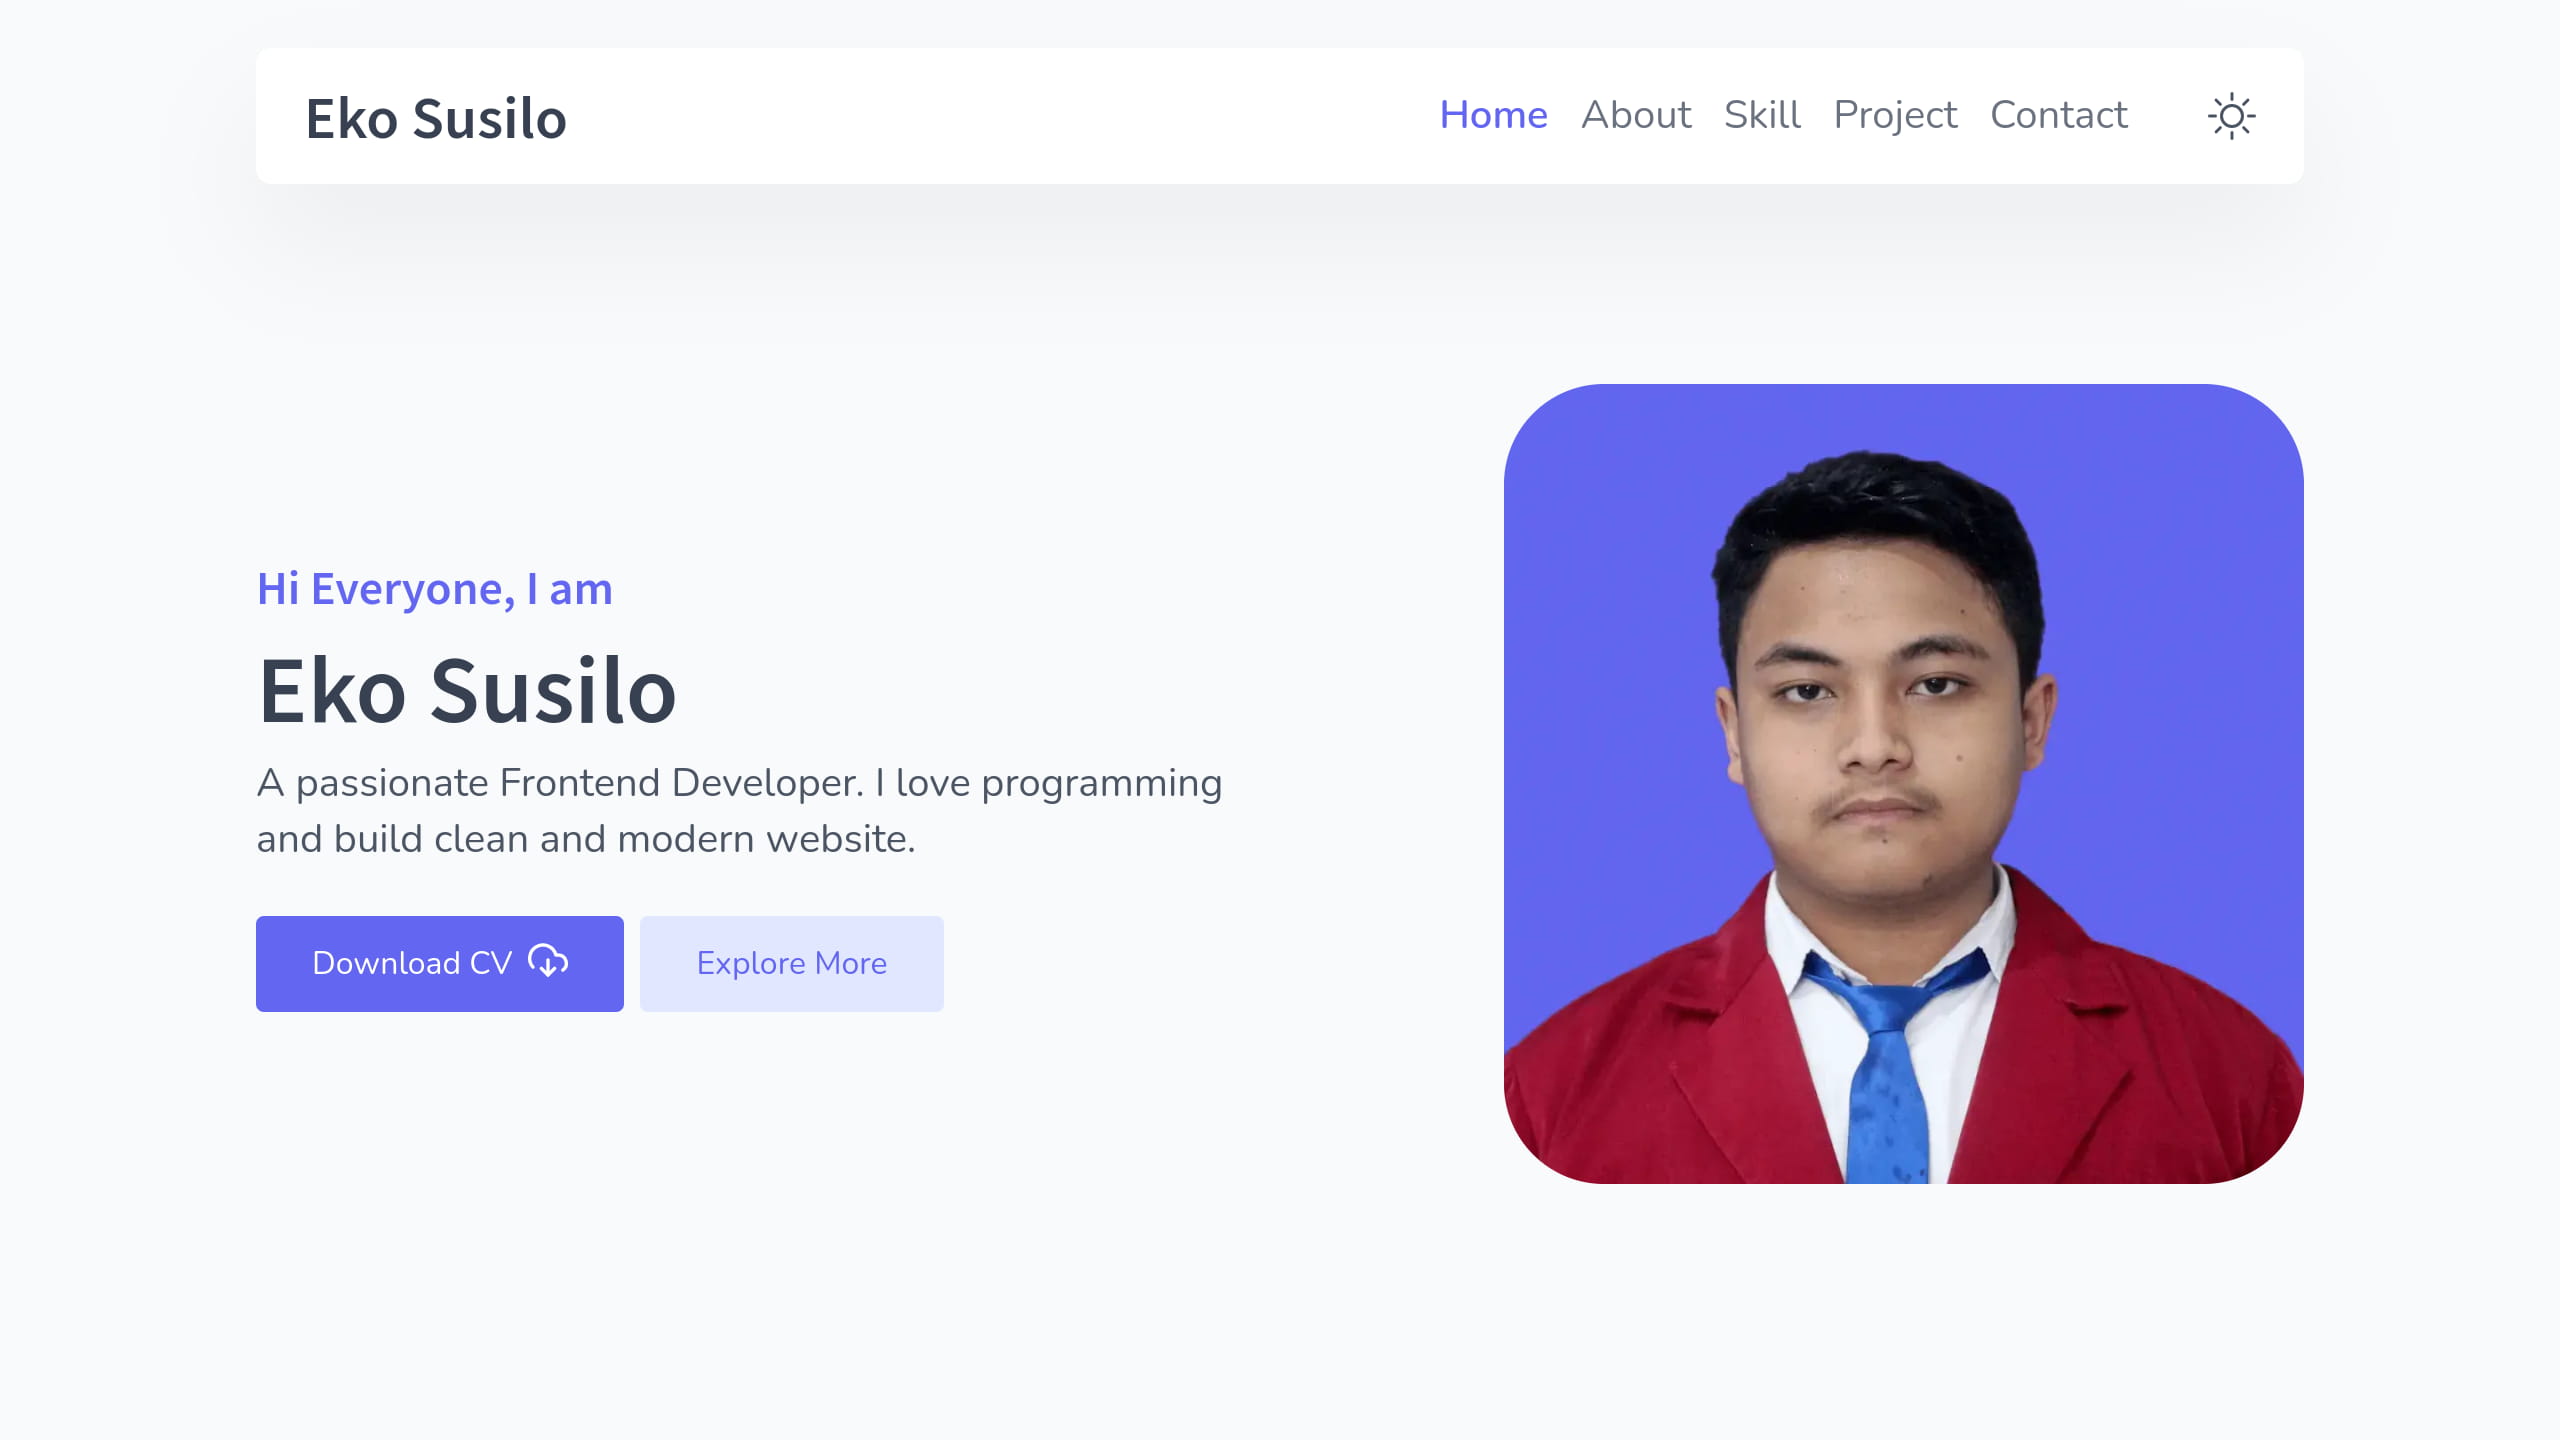 Eko Susilo
Home About Skill Project Contact
Hi Everyone, I am
Eko Susilo
A passionate Frontend Developer. I love programming
and build clean and modern website.
Download CV
Explore More